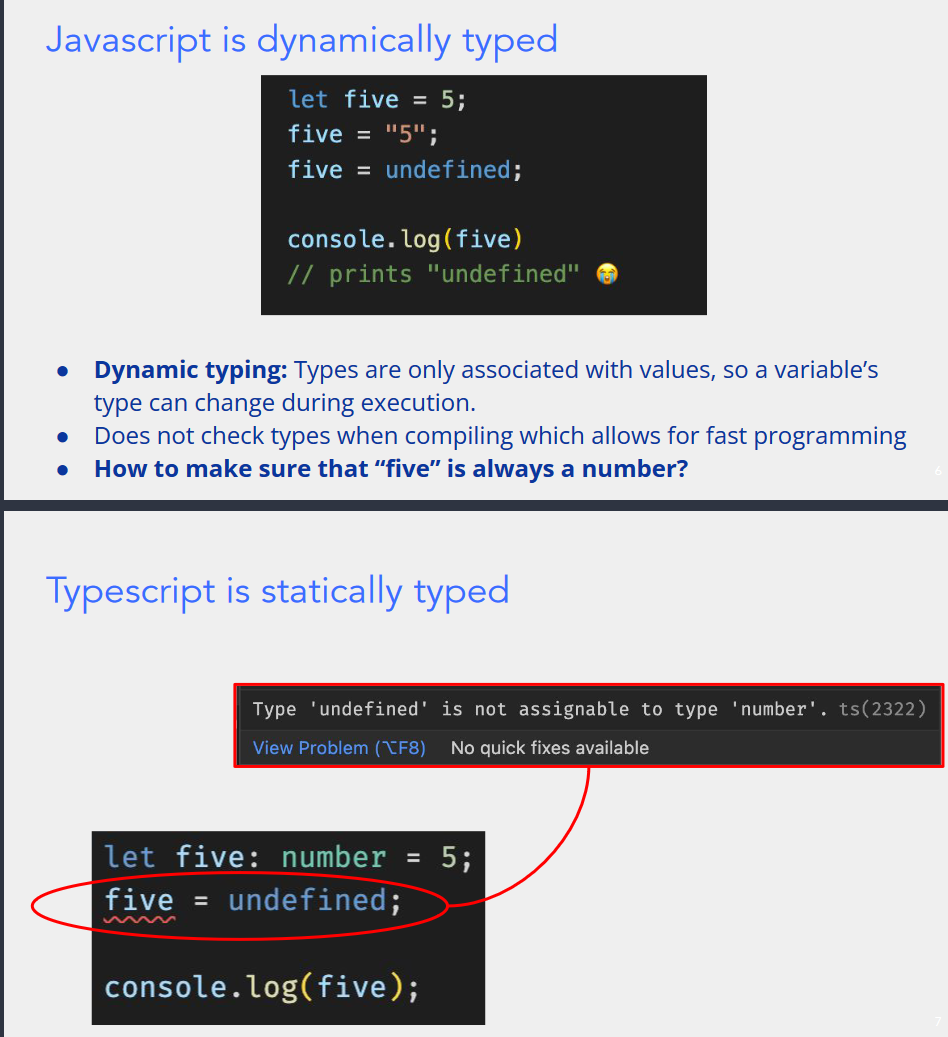 Javascript is dynamically typed
let five = 5;
five = "5";
five = undefined;
console.log(five)
// prints "undefined" 😭
● Dynamic typing: Types are only associated with values, so a variable’s
type can change during execution.
● Does not check types when compiling which allows for fast programming
● How to make sure that “five” is always a number?
6
Typescript is statically typed
Type 'undefined' is not assignable to type 'number'. ts(2322)
View Problem (⌥F8) No quick fixes available
let five: number = 5;
five = undefined;
console.log(five);
7